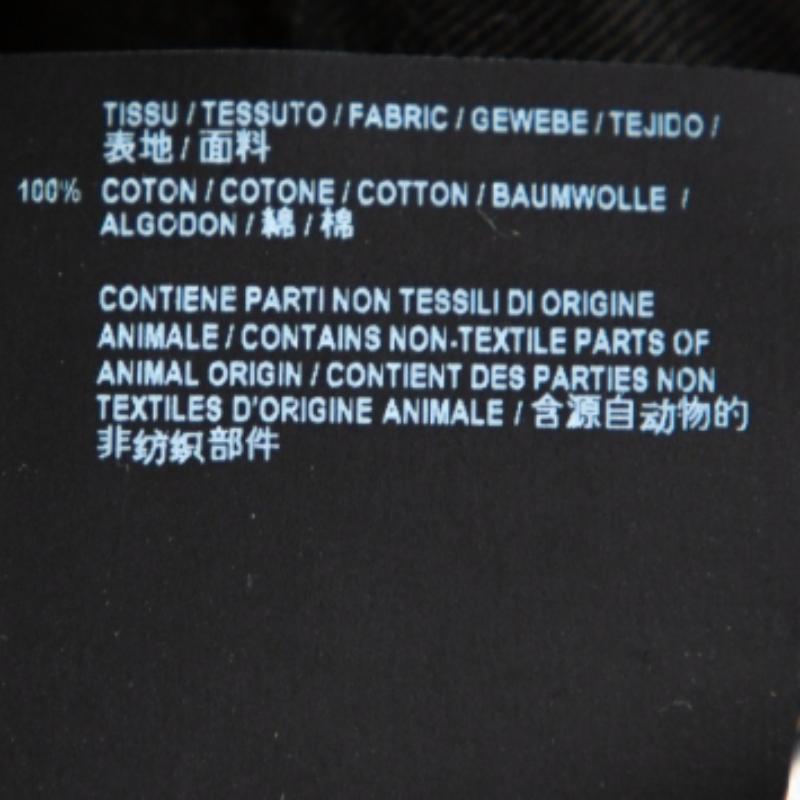 TISSU / TESSUTO / FABRIC / GEWEBE / TEJIDO /
表地 / 面料
100% COTON / COTONE / COTTON / BAUMWOLLE /
ALGODON / 綿 / 棉
CONTIENE PARTI NON TESSILI DI ORIGINE
ANIMALE / CONTAINS NON-TEXTILE PARTS OF
ANIMAL ORIGIN / CONTIENT DES PARTIES NON
TEXTILES D'ORIGINE ANIMALE / 含源自动物的
非纺织部件